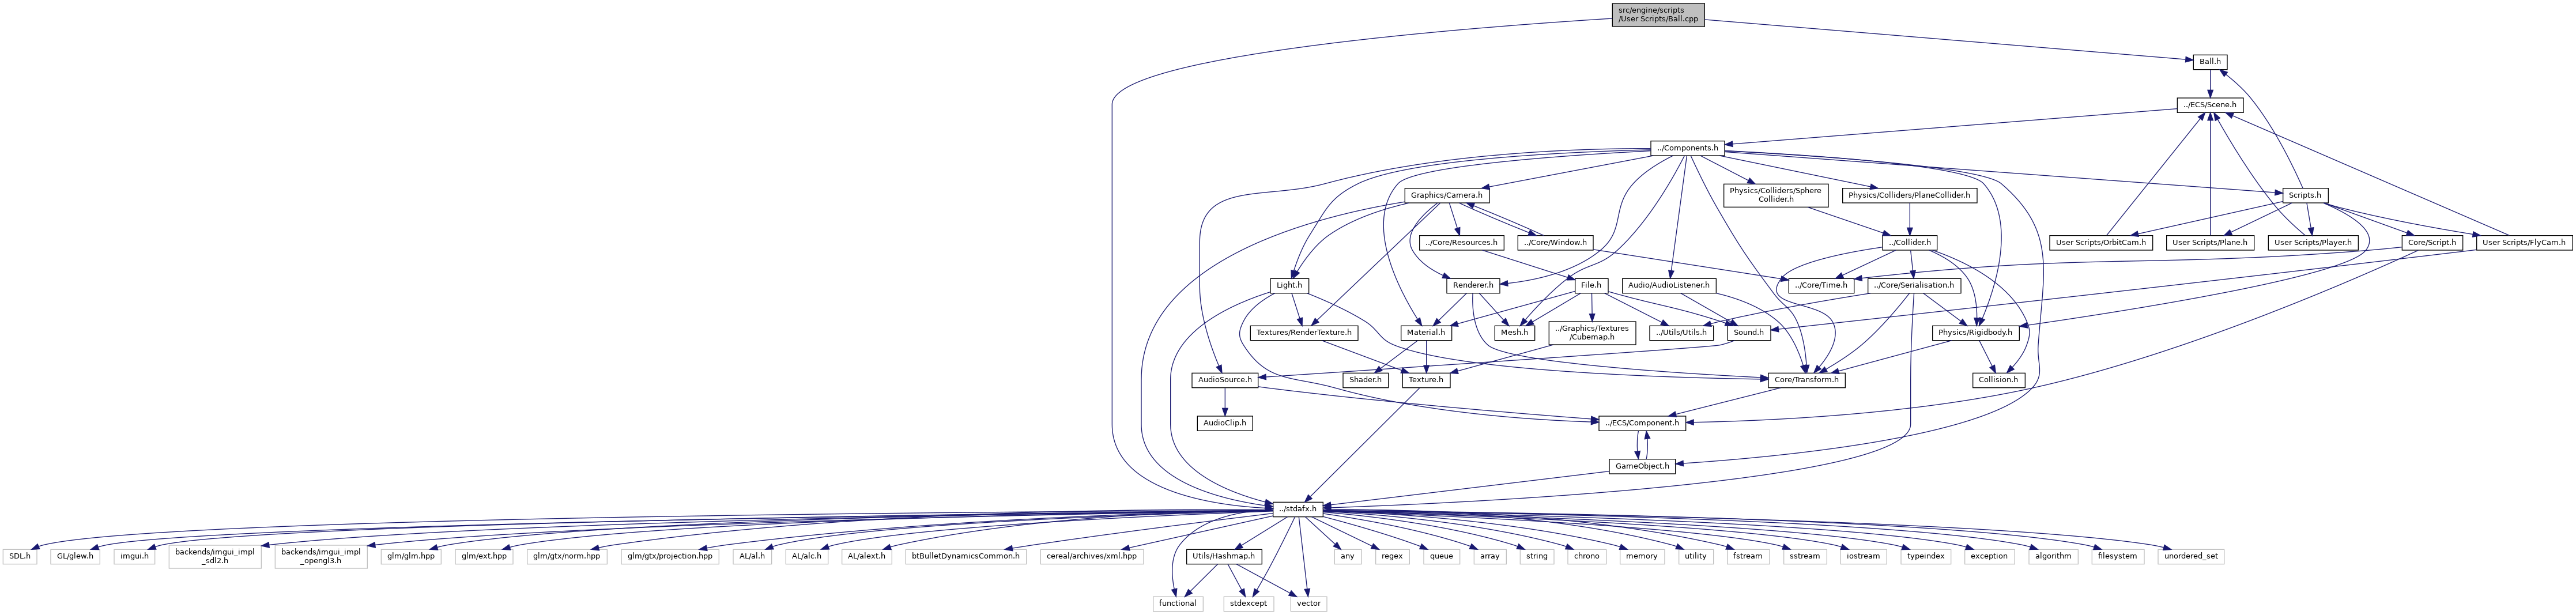 src/engine/scripts
/User Scripts/Ball.cpp
Ball.h
../ECS/Scene.h
../Components.h
Graphics/Camera.h
Physics/Colliders/Sphere
Collider.h
Physics/Colliders/PlaneCollider.h
Scripts.h
../Core/Resources.h
../Core/Window.h
../Collider.h
User Scripts/OrbitCam.h
User Scripts/Plane.h
User Scripts/Player.h
Core/Script.h
User Scripts/FlyCam.h
Light.h
Renderer.h
File.h
Audio/AudioListener.h
../Core/Time.h
../Core/Serialisation.h
Textures/RenderTexture.h
Material.h
Mesh.h
../Graphics/Textures
/Cubemap.h
../Utils/Utils.h
Sound.h
Physics/Rigidbody.h
AudioSource.h
Shader.h
Texture.h
Core/Transform.h
Collision.h
AudioClip.h
../ECS/Component.h
GameObject.h
../stdafx.h
SDL.h
GL/glew.h
imgui.h
backends/imgui_impl
_sdl2.h
backends/imgui_impl
_opengl3.h
glm/glm.hpp
glm/ext.hpp
glm/gtx/norm.hpp
glm/gtx/projection.hpp
AL/al.h
AL/alc.h
AL/alext.h
btBulletDynamicsCommon.h
cereal/archives/xml.hpp
Utils/Hashmap.h
any
regex
queue
array
string
chrono
memory
utility
fstream
sstream
iostream
typeindex
exception
algorithm
filesystem
unordered_set
functional
stdexcept
vector